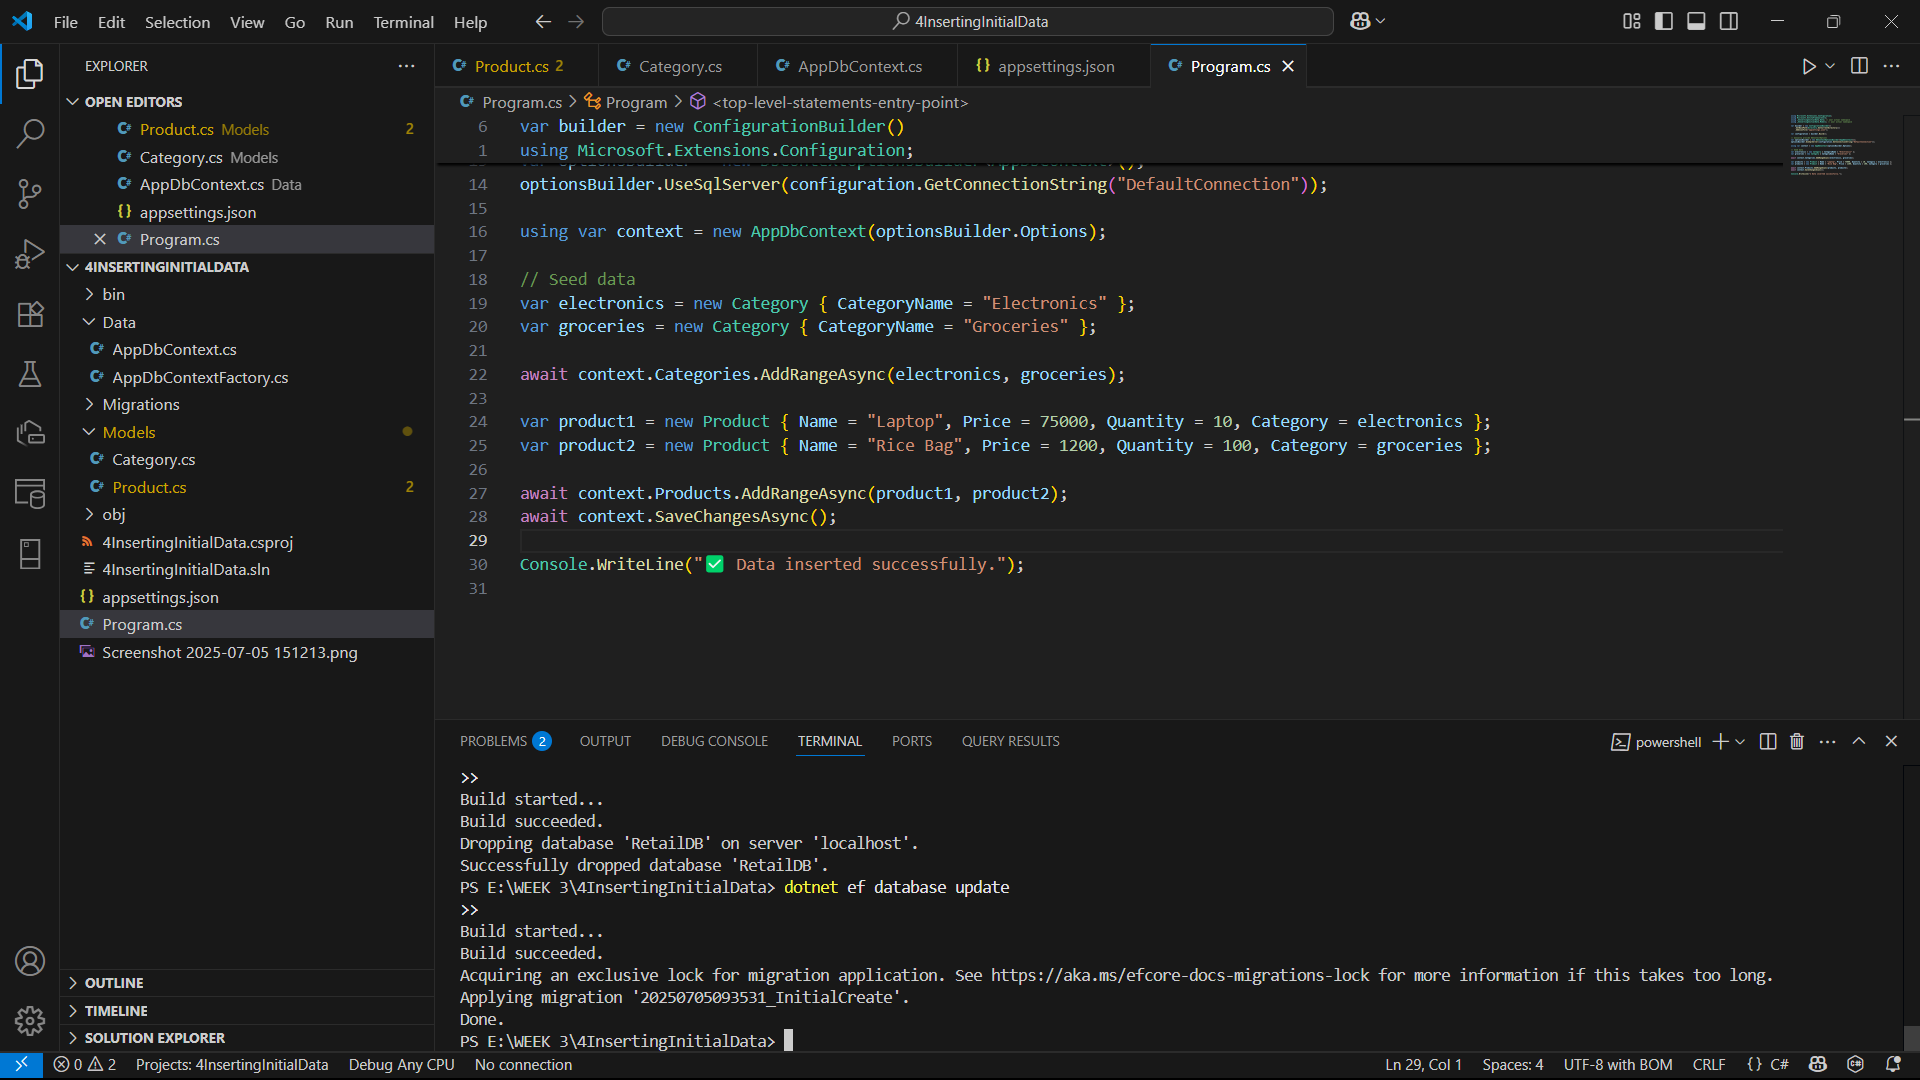 File Edit Selection View Go Run Terminal Help
4InsertingInitialData
EXPLORER
OPEN EDITORS
Product.cs Models 2
Category.cs Models
AppDbContext.cs Data
appsettings.json
Program.cs
4INSERTINGINITIALDATA
bin
Data
AppDbContext.cs
AppDbContextFactory.cs
Migrations
Models
Category.cs
Product.cs 2
obj
4InsertingInitialData.csproj
4InsertingInitialData.sln
appsettings.json
Program.cs
Screenshot 2025-07-05 151213.png
OUTLINE
TIMELINE
SOLUTION EXPLORER
Product.cs 2 Category.cs AppDbContext.cs appsettings.json Program.cs
Program.cs > Program > <top-level-statements-entry-point>
6 var builder = new ConfigurationBuilder()
1 using Microsoft.Extensions.Configuration;
14 optionsBuilder.UseSqlServer(configuration.GetConnectionString("DefaultConnection"));
15
16 using var context = new AppDbContext(optionsBuilder.Options);
17
18 // Seed data
19 var electronics = new Category { CategoryName = "Electronics" };
20 var groceries = new Category { CategoryName = "Groceries" };
21
22 await context.Categories.AddRangeAsync(electronics, groceries);
23
24 var product1 = new Product { Name = "Laptop", Price = 75000, Quantity = 10, Category = electronics };
25 var product2 = new Product { Name = "Rice Bag", Price = 1200, Quantity = 100, Category = groceries };
26
27 await context.Products.AddRangeAsync(product1, product2);
28 await context.SaveChangesAsync();
29
30 Console.WriteLine("✅ Data inserted successfully.");
31
PROBLEMS 2 OUTPUT DEBUG CONSOLE TERMINAL PORTS QUERY RESULTS
powershell
>>
Build started...
Build succeeded.
Dropping database 'RetailDB' on server 'localhost'.
Successfully dropped database 'RetailDB'.
PS E:\WEEK 3\4InsertingInitialData> dotnet ef database update
>>
Build started...
Build succeeded.
Acquiring an exclusive lock for migration application. See https://aka.ms/efcore-docs-migrations-lock for more information if this takes too long.
Applying migration '20250705093531_InitialCreate'.
Done.
PS E:\WEEK 3\4InsertingInitialData>
0 2 Projects: 4InsertingInitialData Debug Any CPU No connection
Ln 29, Col 1 Spaces: 4 UTF-8 with BOM CRLF {} C#